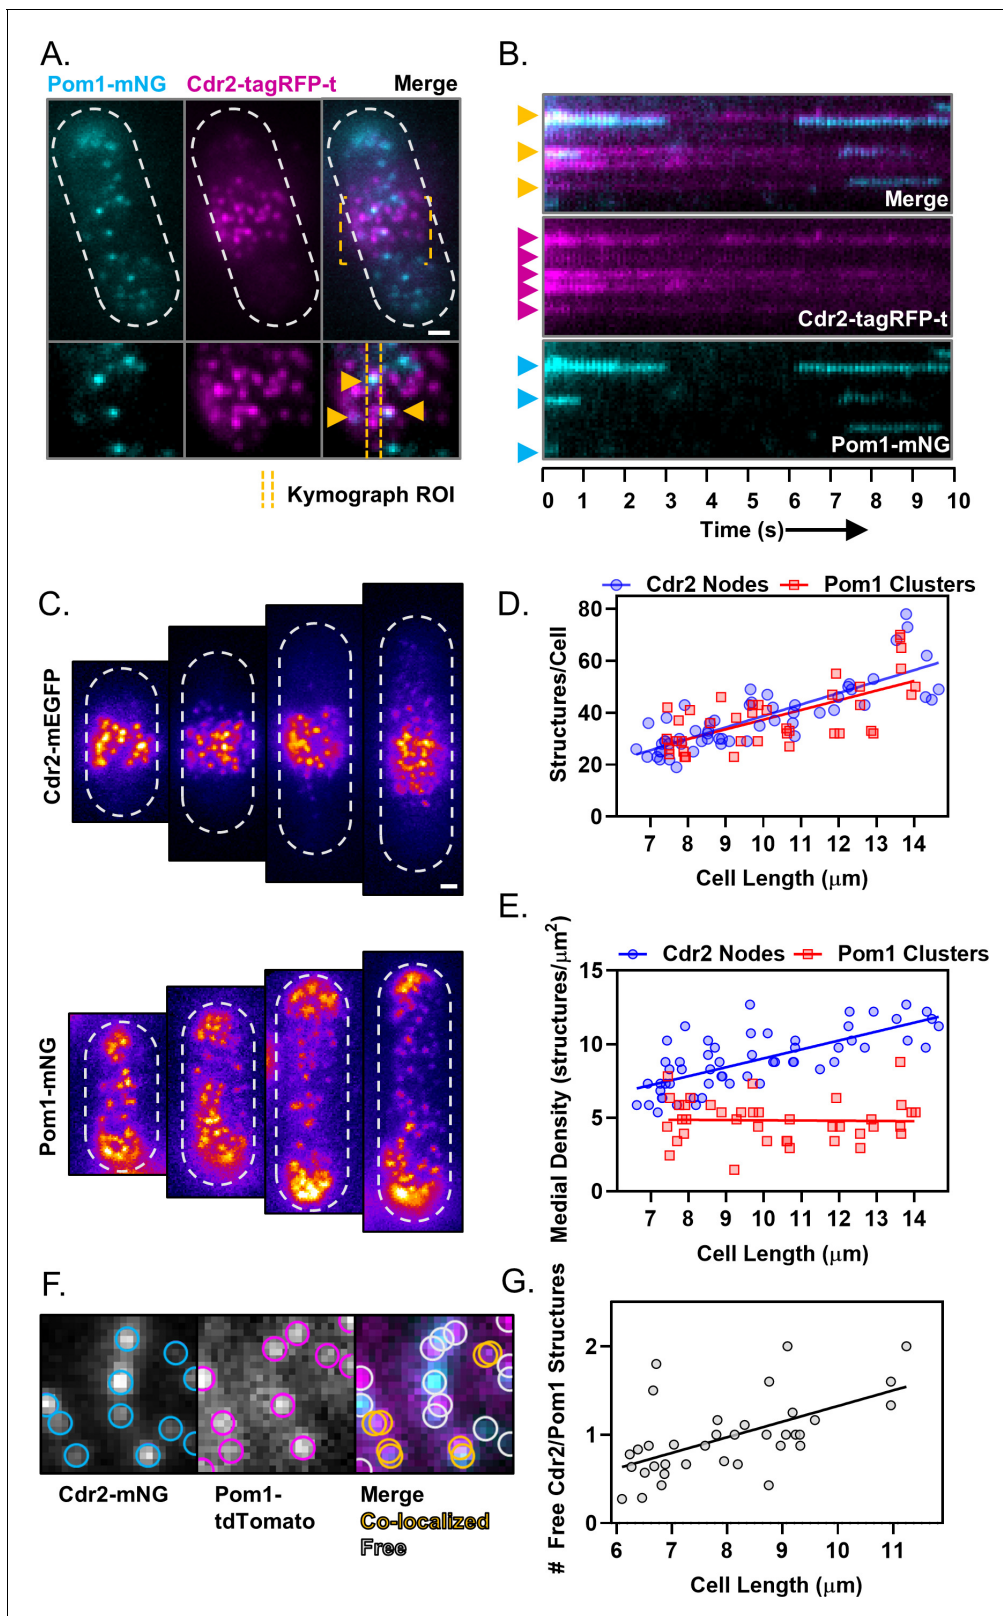 A.
Pom1-mNG Cdr2-tagRFP-t Merge
Kymograph ROI
B.
Merge
Cdr2-tagRFP-t
Pom1-mNG
0 1 2 3 4 5 6 7 8 9 10
Time (s)
C.
Cdr2-mEGFP
Pom1-mNG
D.
Cdr2 Nodes Pom1 Clusters
Structures/Cell
80
60
40
20
0
7 8 9 10 11 12 13 14
Cell Length (μm)
E.
Cdr2 Nodes Pom1 Clusters
Medial Density (structures/μm²)
15
10
5
0
7 8 9 10 11 12 13 14
Cell Length (μm)
F.
Cdr2-mNG
Pom1-
tdTomato
Merge
Co-localized
Free
G.
# Free Cdr2/Pom1 Structures
2
1
0
6 7 8 9 10 11
Cell Length (μm)